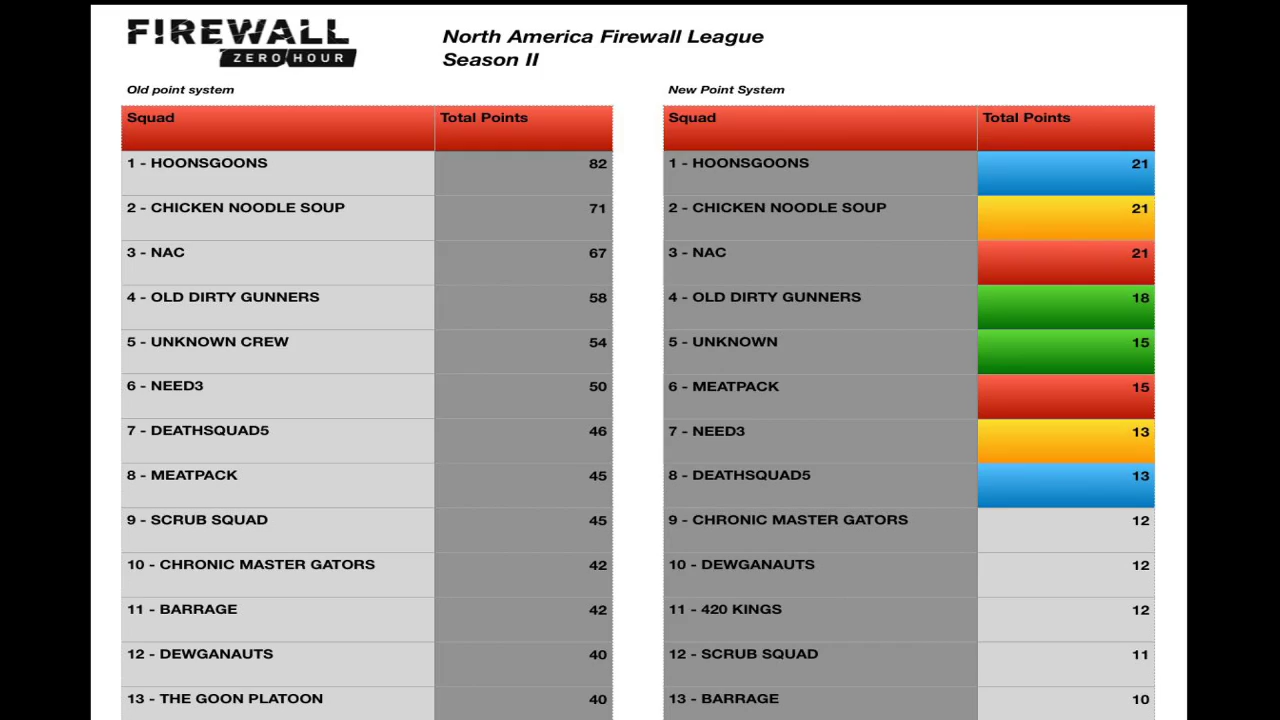 FIREWALL
ZERO HOUR
North America Firewall League
Season II
Old point system
Squad Total Points
1 - HOONSGOONS 82
2 - CHICKEN NOODLE SOUP 71
3 - NAC 67
4 - OLD DIRTY GUNNERS 58
5 - UNKNOWN CREW 54
6 - NEED3 50
7 - DEATHSQUAD5 46
8 - MEATPACK 45
9 - SCRUB SQUAD 45
10 - CHRONIC MASTER GATORS 42
11 - BARRAGE 42
12 - DEWGANAUTS 40
13 - THE GOON PLATOON 40
New Point System
Squad Total Points
1 - HOONSGOONS 21
2 - CHICKEN NOODLE SOUP 21
3 - NAC 21
4 - OLD DIRTY GUNNERS 18
5 - UNKNOWN 15
6 - MEATPACK 15
7 - NEED3 13
8 - DEATHSQUAD5 13
9 - CHRONIC MASTER GATORS 12
10 - DEWGANAUTS 12
11 - 420 KINGS 12
12 - SCRUB SQUAD 11
13 - BARRAGE 10